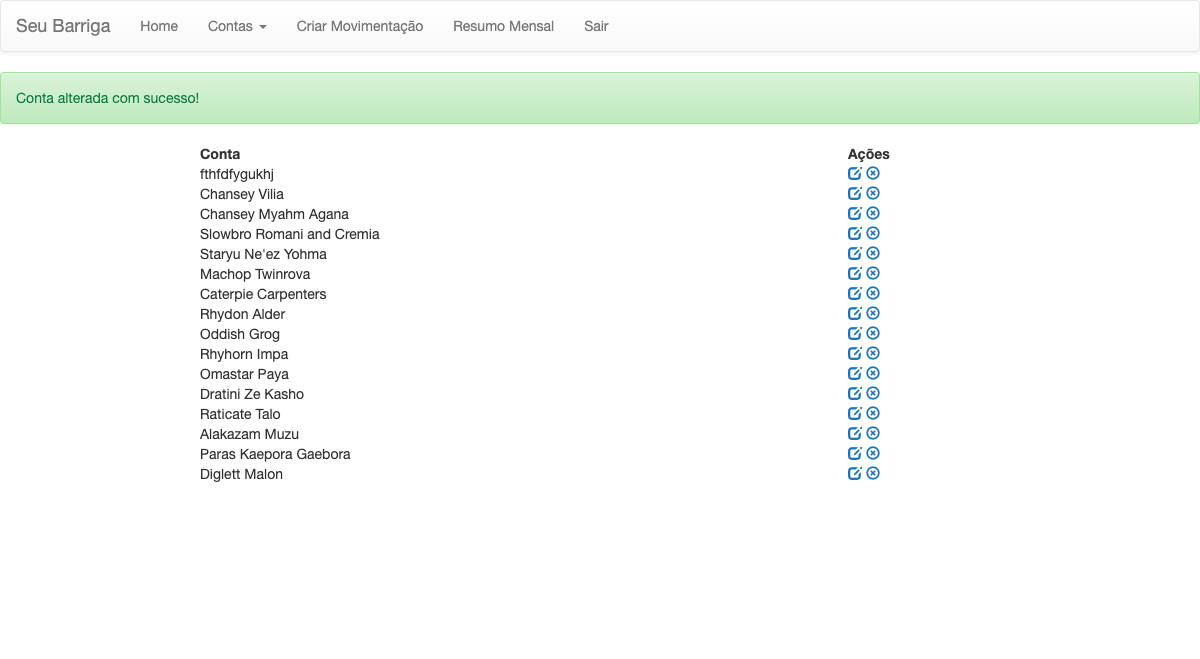 Seu Barriga Home Contas Criar Movimentação Resumo Mensal Sair
Conta alterada com sucesso!
Conta Ações
fthfdfygukhj
Chansey Vilia
Chansey Myahm Agana
Slowbro Romani and Cremia
Staryu Ne'ez Yohma
Machop Twinrova
Caterpie Carpenters
Rhydon Alder
Oddish Grog
Rhyhorn Impa
Omastar Paya
Dratini Ze Kasho
Raticate Talo
Alakazam Muzu
Paras Kaepora Gaebora
Diglett Malon